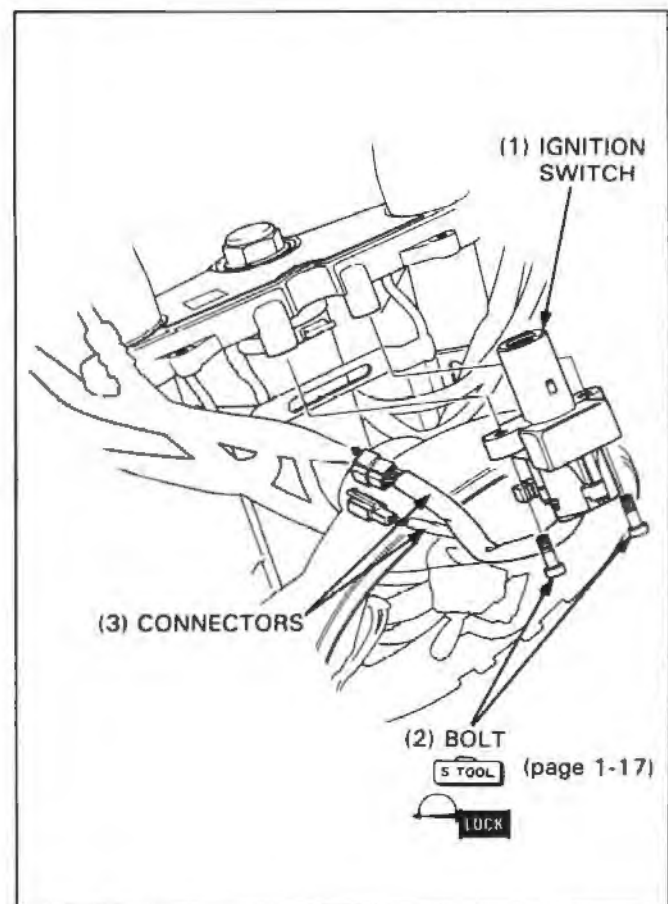 (1) IGNITION
SWITCH
(3) CONNECTORS
(2) BOLT
S TOOL (page 1-17)
LOCK